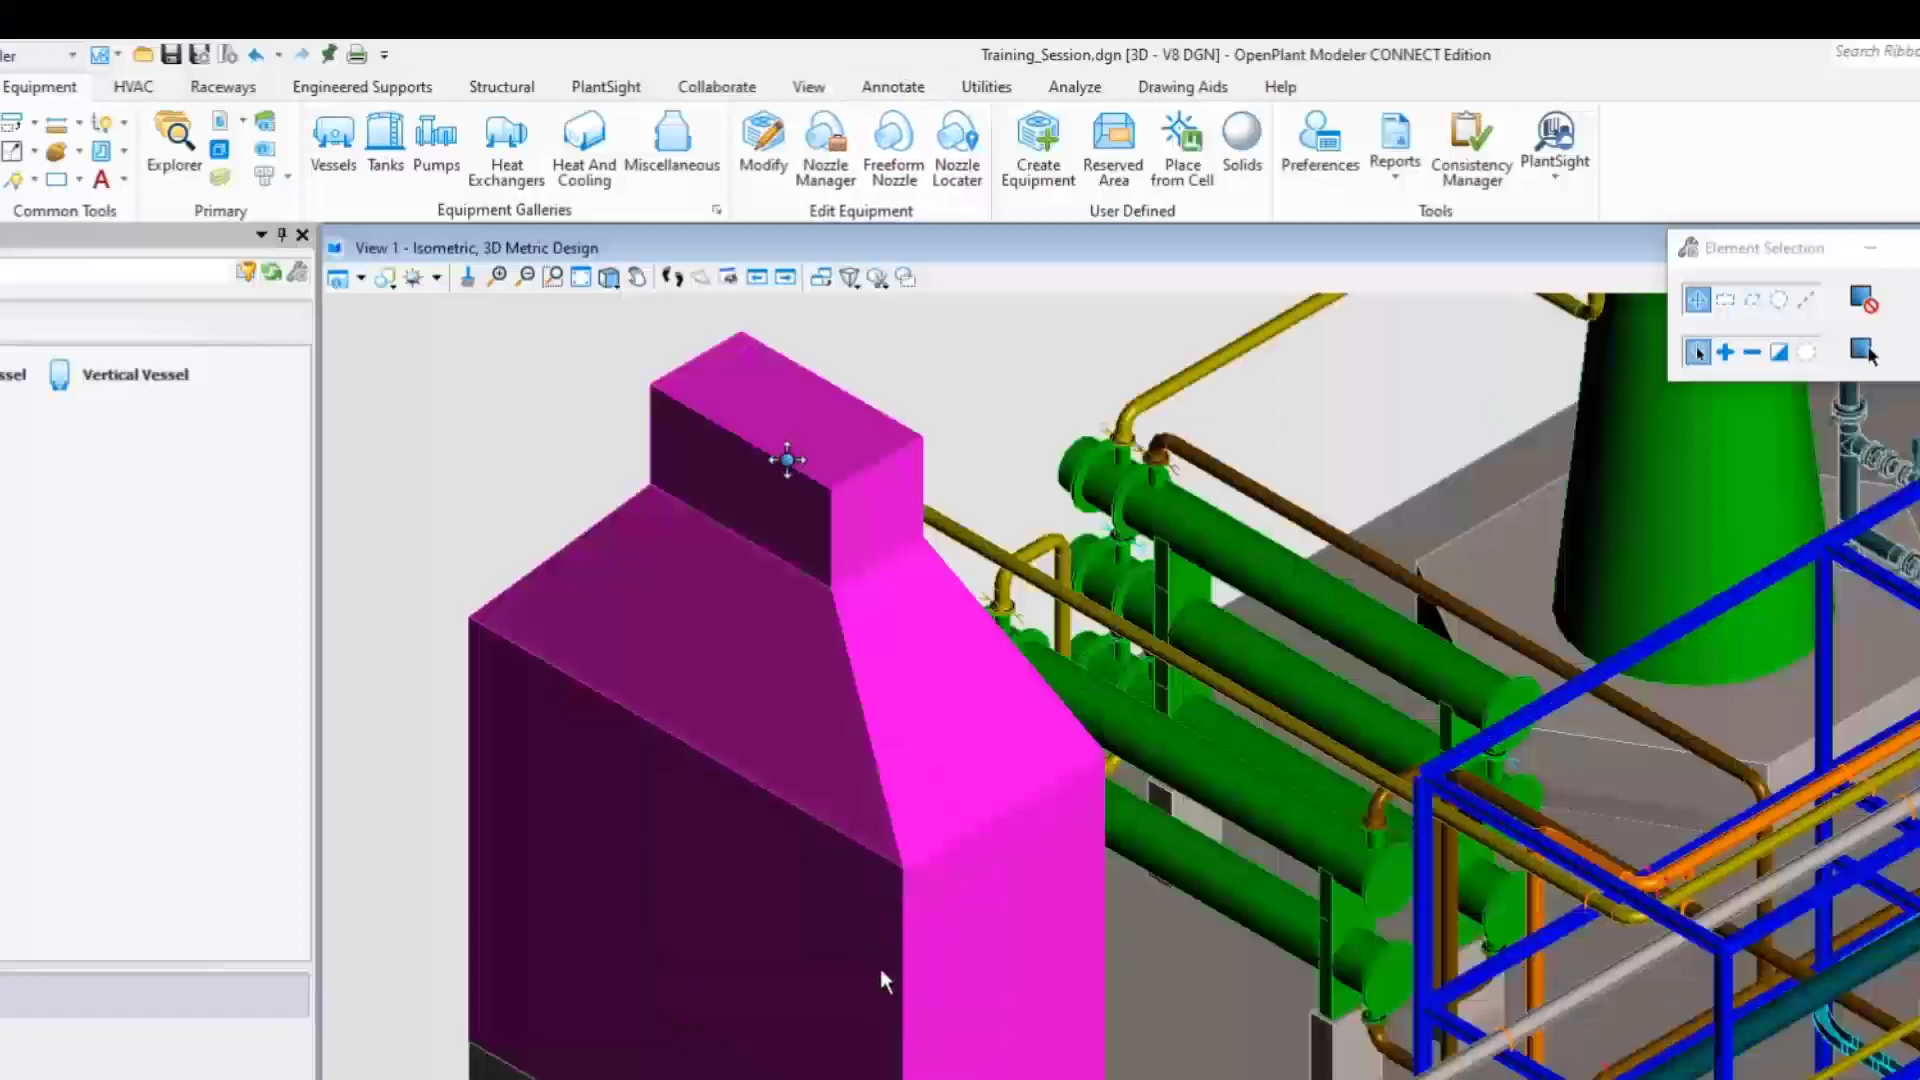 ler
Training_Session.dgn [3D - V8 DGN] - OpenPlant Modeler CONNECT Edition
Search Ribbo
Equipment HVAC Raceways Engineered Supports Structural PlantSight Collaborate View Annotate Utilities Analyze Drawing Aids Help
Explorer
Vessels
Tanks
Pumps
Heat
Exchangers
Heat And
Cooling
Miscellaneous
Modify
Nozzle
Manager
Freeform
Nozzle
Nozzle
Locater
Create
Equipment
Reserved
Area
Place
from Cell
Solids
Preferences
Reports
Consistency
Manager
PlantSight
Common Tools
Primary
Equipment Galleries
Edit Equipment
User Defined
Tools
View 1 - Isometric, 3D Metric Design
Element Selection
ssel
Vertical Vessel